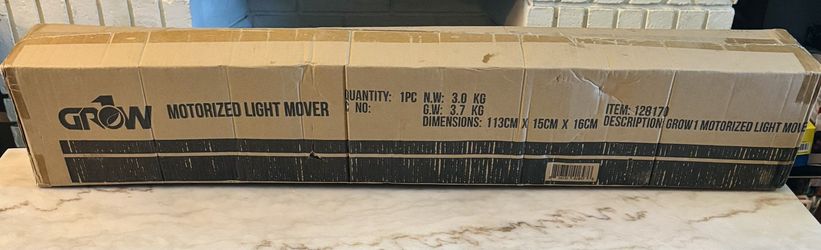 GROW1
MOTORIZED LIGHT MOVER
QUANTITY: 1PC
C NO:
N.W: 3.0 KG
G.W: 3.7 KG
DIMENSIONS: 113CM X 15CM X 16CM
ITEM: 128170
DESCRIPTION: GROW1 MOTORIZED LIGHT MOVE